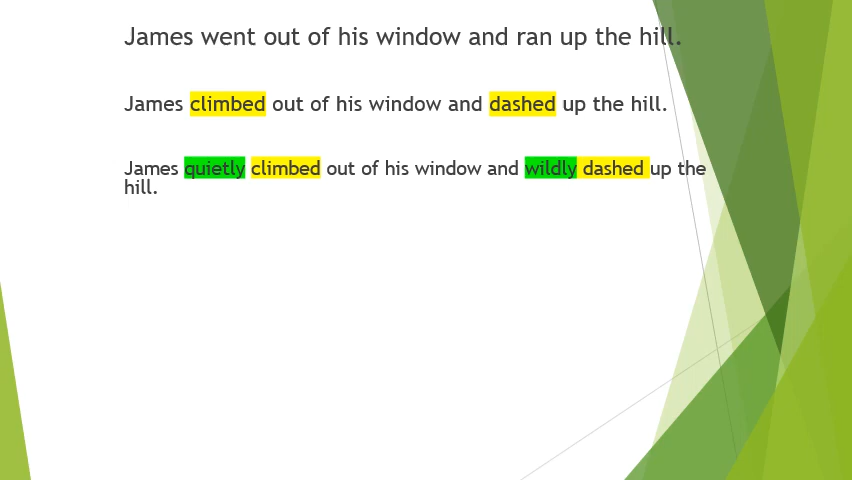 James went out of his window and ran up the hill.
James climbed out of his window and dashed up the hill.
James quietly climbed out of his window and wildly dashed up the
hill.